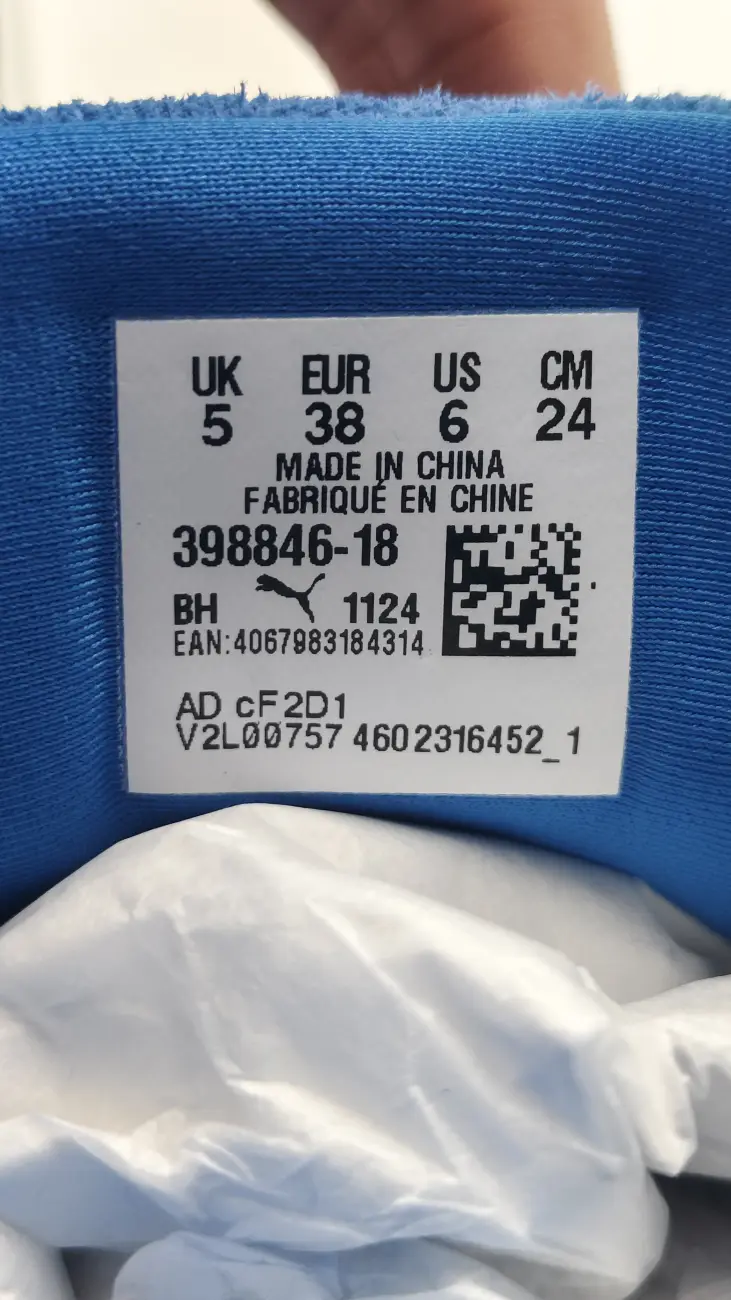 UK EUR US CM
5 38 6 24
MADE IN CHINA
FABRIQUÉ EN CHINE
398846-18
BH 1124
EAN:4067983184314
AD cF2D1
V2L00757 4602316452_1